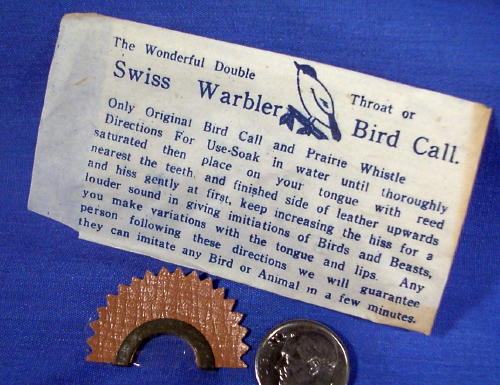 The Wonderful Double Throat or
Swiss Warbler Bird Call.
Only Original Bird Call and Prairie Whistle
Directions For Use-Soak in water until thoroughly
saturated then place on your tongue with reed
nearest the teeth and finished side of leather upwards
and hiss gently at first, keep increasing the hiss for a
louder sound in giving imitiations of Birds and Beasts,
you make variations with the tongue and lips. Any
person following these directions we will guarantee
they can imitate any Bird or Animal in a few minutes.